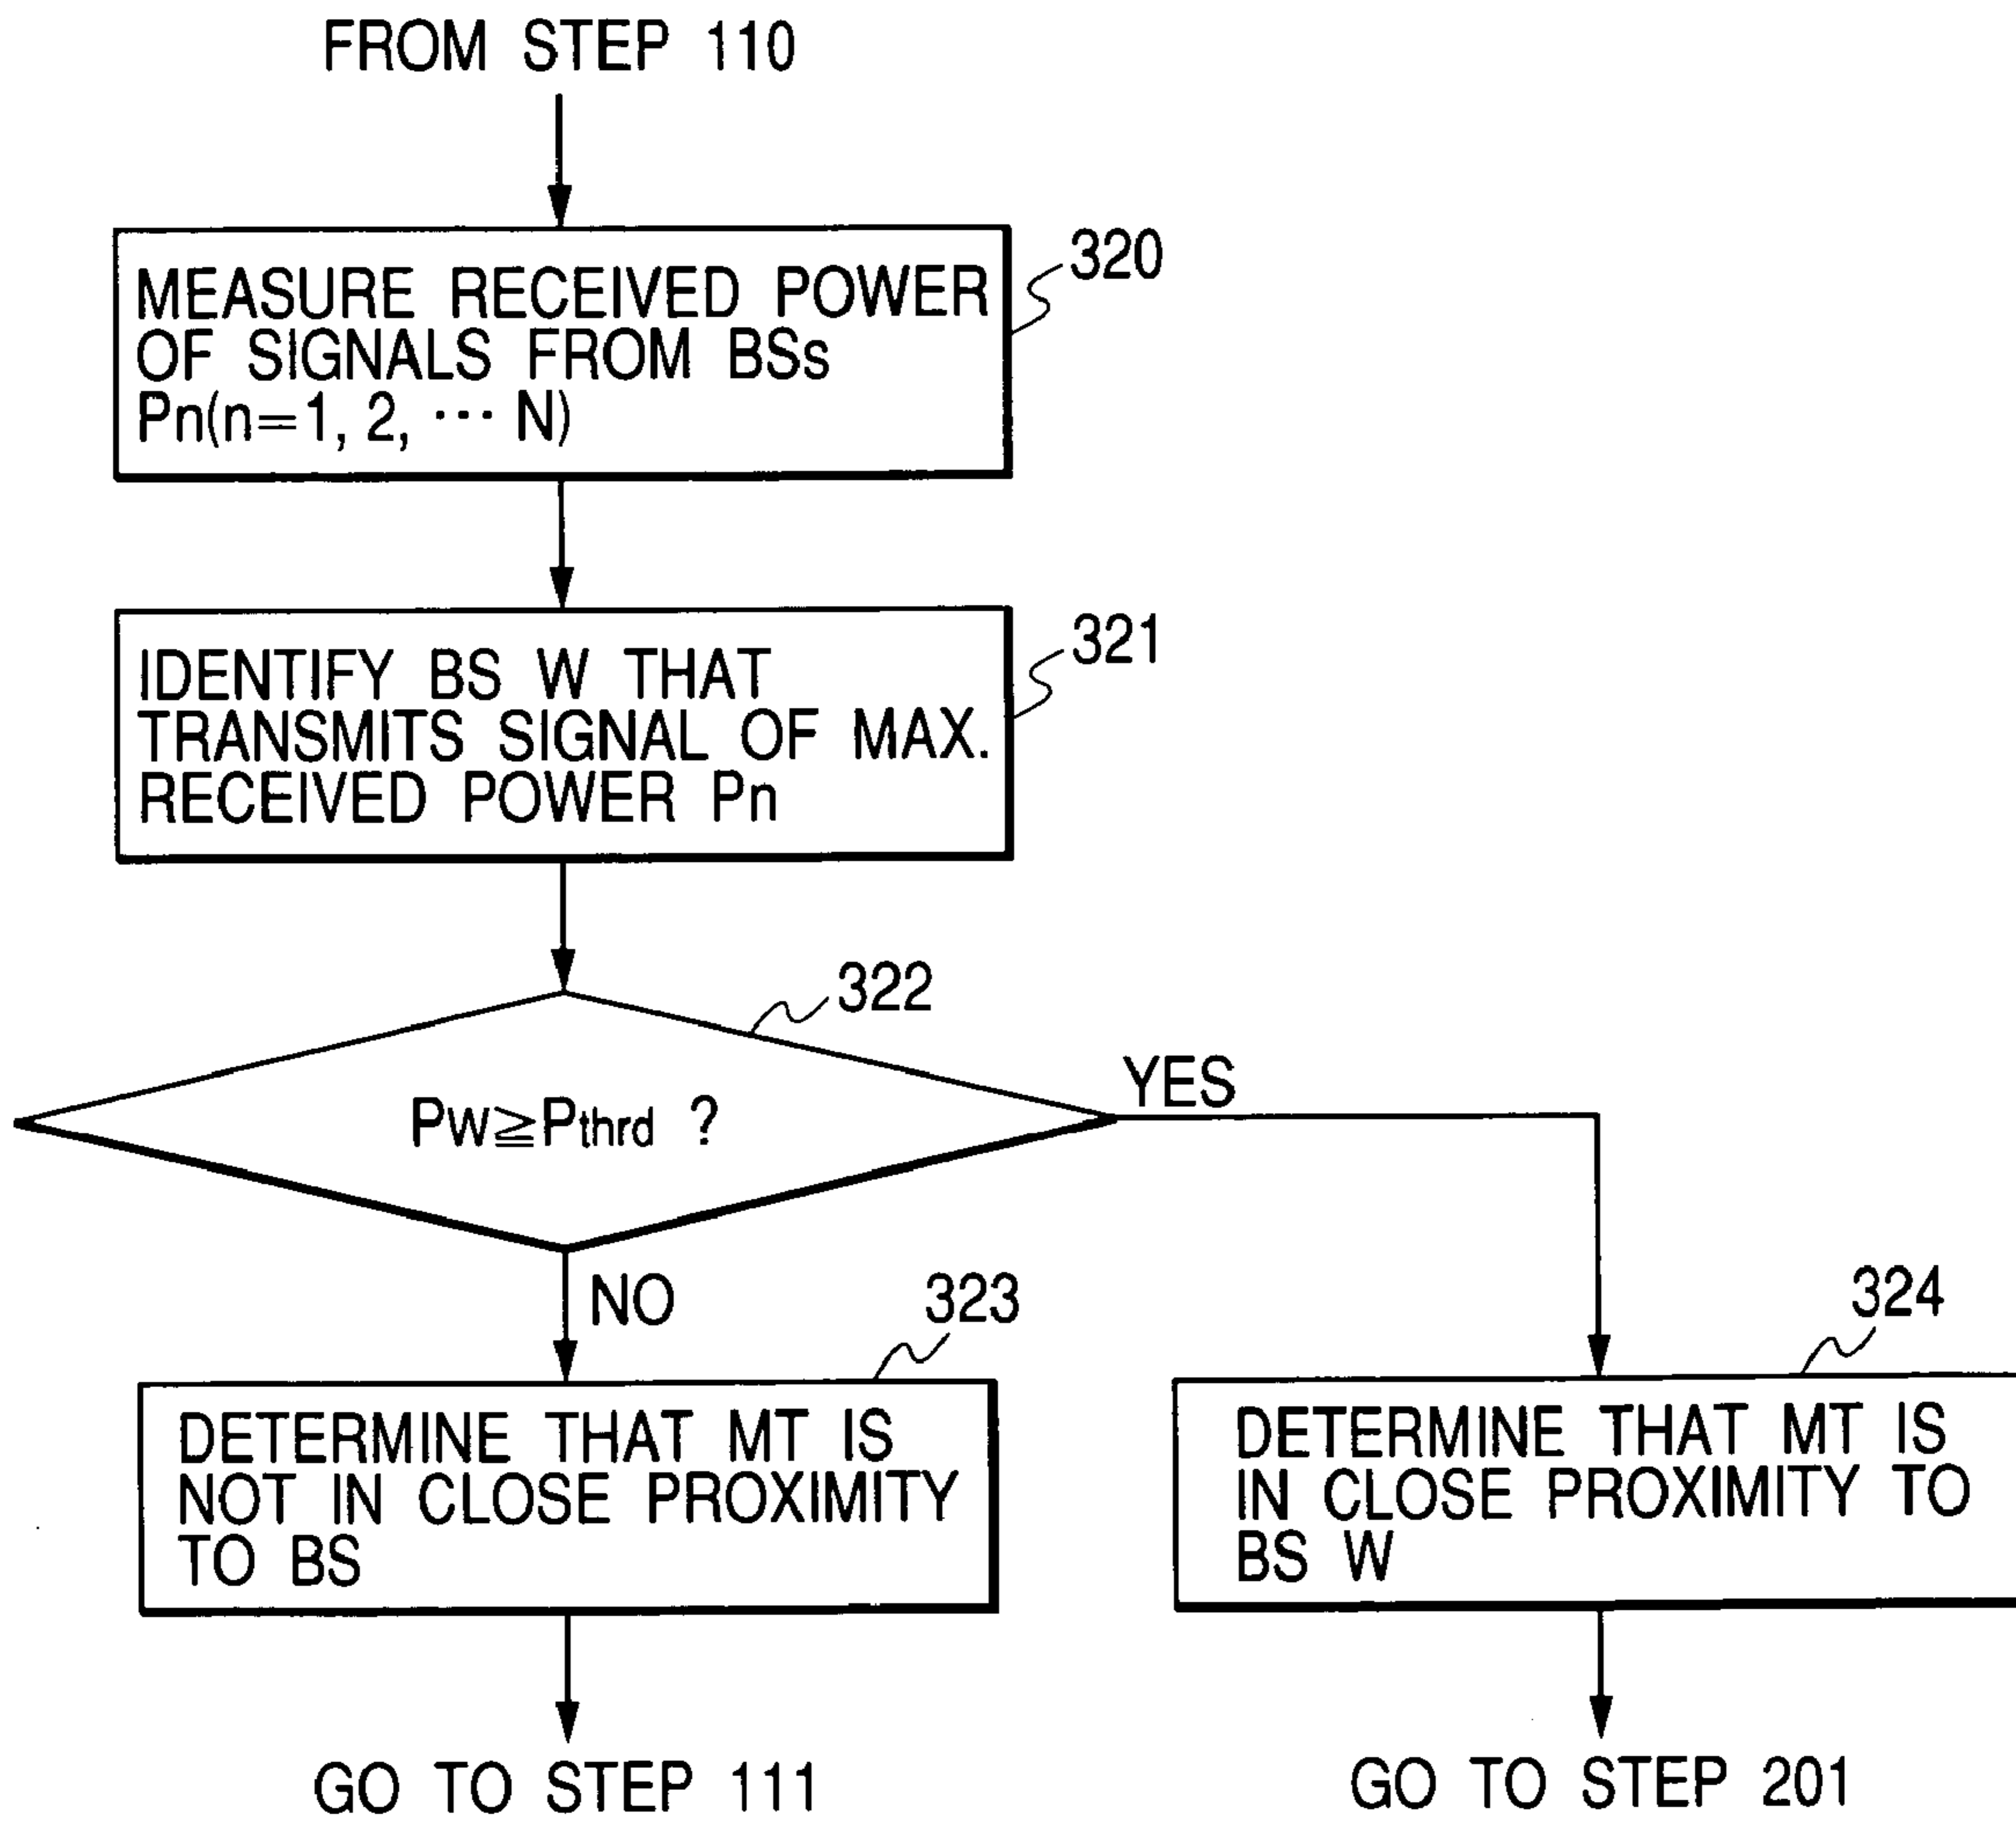 FROM STEP 110
MEASURE RECEIVED POWER
OF SIGNALS FROM BSs
Pn(n=1, 2, ··· N)
320
IDENTIFY BS W THAT
TRANSMITS SIGNAL OF MAX.
RECEIVED POWER Pn
321
322
PW≧Pthrd ?
YES
NO
323
DETERMINE THAT MT IS
NOT IN CLOSE PROXIMITY
TO BS
324
DETERMINE THAT MT IS
IN CLOSE PROXIMITY TO
BS W
GO TO STEP 111
GO TO STEP 201